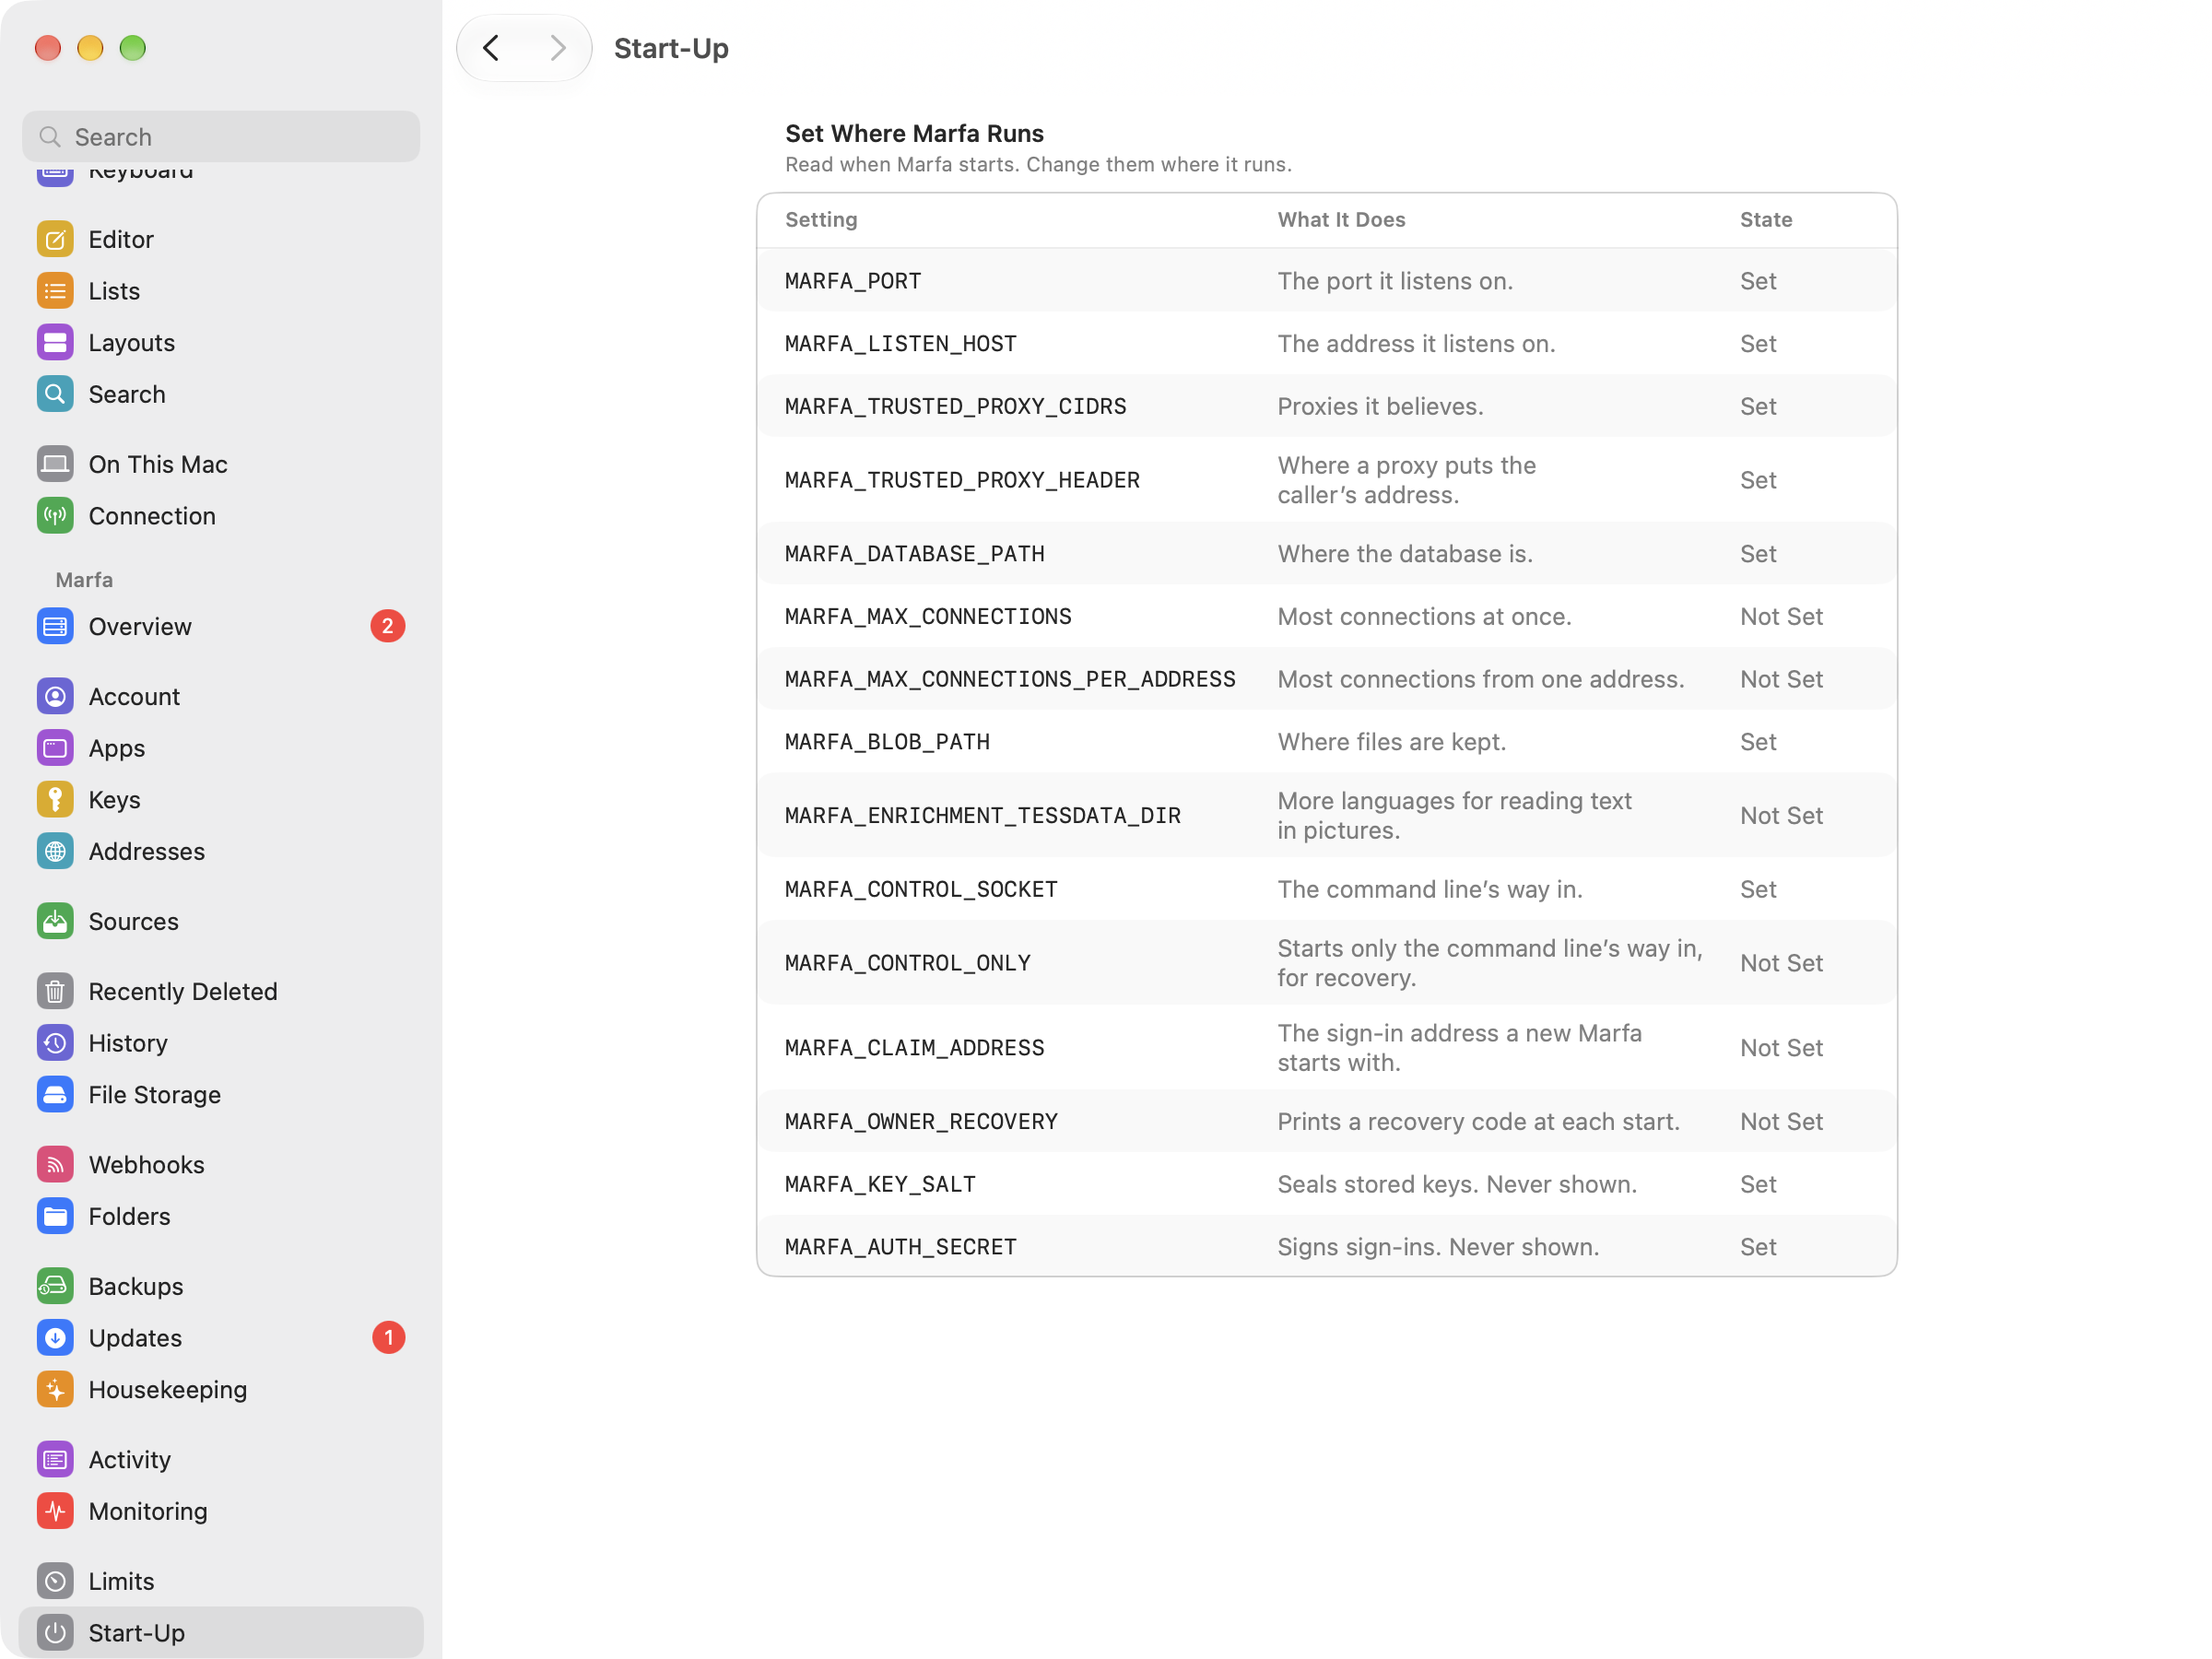 Search
Keyboard
Editor
Lists
Layouts
Search
On This Mac
Connection
Marfa
Overview 2
Account
Apps
Keys
Addresses
Sources
Recently Deleted
History
File Storage
Webhooks
Folders
Backups
Updates 1
Housekeeping
Activity
Monitoring
Limits
Start-Up
Start-Up
Set Where Marfa Runs
Read when Marfa starts. Change them where it runs.
Setting What It Does State
MARFA_PORT The port it listens on. Set
MARFA_LISTEN_HOST The address it listens on. Set
MARFA_TRUSTED_PROXY_CIDRS Proxies it believes. Set
MARFA_TRUSTED_PROXY_HEADER Where a proxy puts the
caller’s address. Set
MARFA_DATABASE_PATH Where the database is. Set
MARFA_MAX_CONNECTIONS Most connections at once. Not Set
MARFA_MAX_CONNECTIONS_PER_ADDRESS Most connections from one address. Not Set
MARFA_BLOB_PATH Where files are kept. Set
MARFA_ENRICHMENT_TESSDATA_DIR More languages for reading text
in pictures. Not Set
MARFA_CONTROL_SOCKET The command line’s way in. Set
MARFA_CONTROL_ONLY Starts only the command line’s way in,
for recovery. Not Set
MARFA_CLAIM_ADDRESS The sign-in address a new Marfa
starts with. Not Set
MARFA_OWNER_RECOVERY Prints a recovery code at each start. Not Set
MARFA_KEY_SALT Seals stored keys. Never shown. Set
MARFA_AUTH_SECRET Signs sign-ins. Never shown. Set